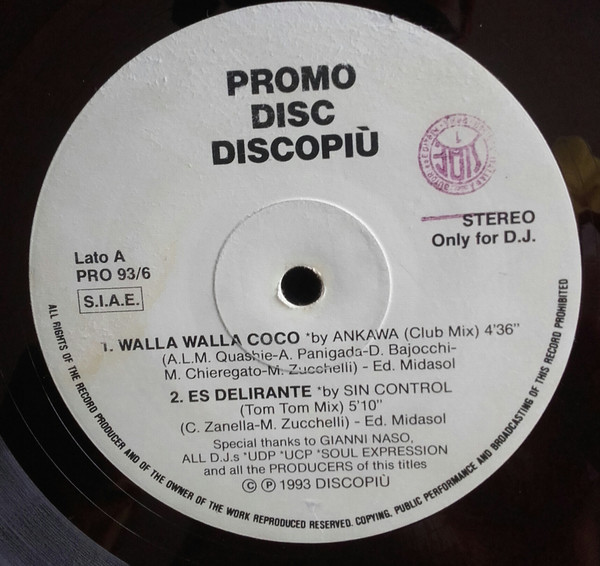 PROMO
DISC
DISCOPIÙ
STEREO
Only for D.J.
Lato A
PRO 93/6
S.I.A.E.
1. WALLA WALLA COCO *by ANKAWA (Club Mix) 4'36"
(A.L.M. Quashie-A. Panigada-D. Bajocchi-
M. Chieregato-M. Zucchelli) - Ed. Midasol
2. ES DELIRANTE *by SIN CONTROL
(Tom Tom Mix) 5'10"
(C. Zanella-M. Zucchelli) - Ed. Midasol
Special thanks to GIANNI NASO,
ALL D.J.s *UDP *UCP *SOUL EXPRESSION
and all the PRODUCERS of this titles
© ℗ 1993 DISCOPIÙ
ALL RIGHTS OF THE RECORD PRODUCER AND OF THE OWNER OF THE WORK REPRODUCED RESERVED. COPYING, PUBLIC PERFORMANCE AND BROADCASTING OF THIS RECORD PROHIBITED